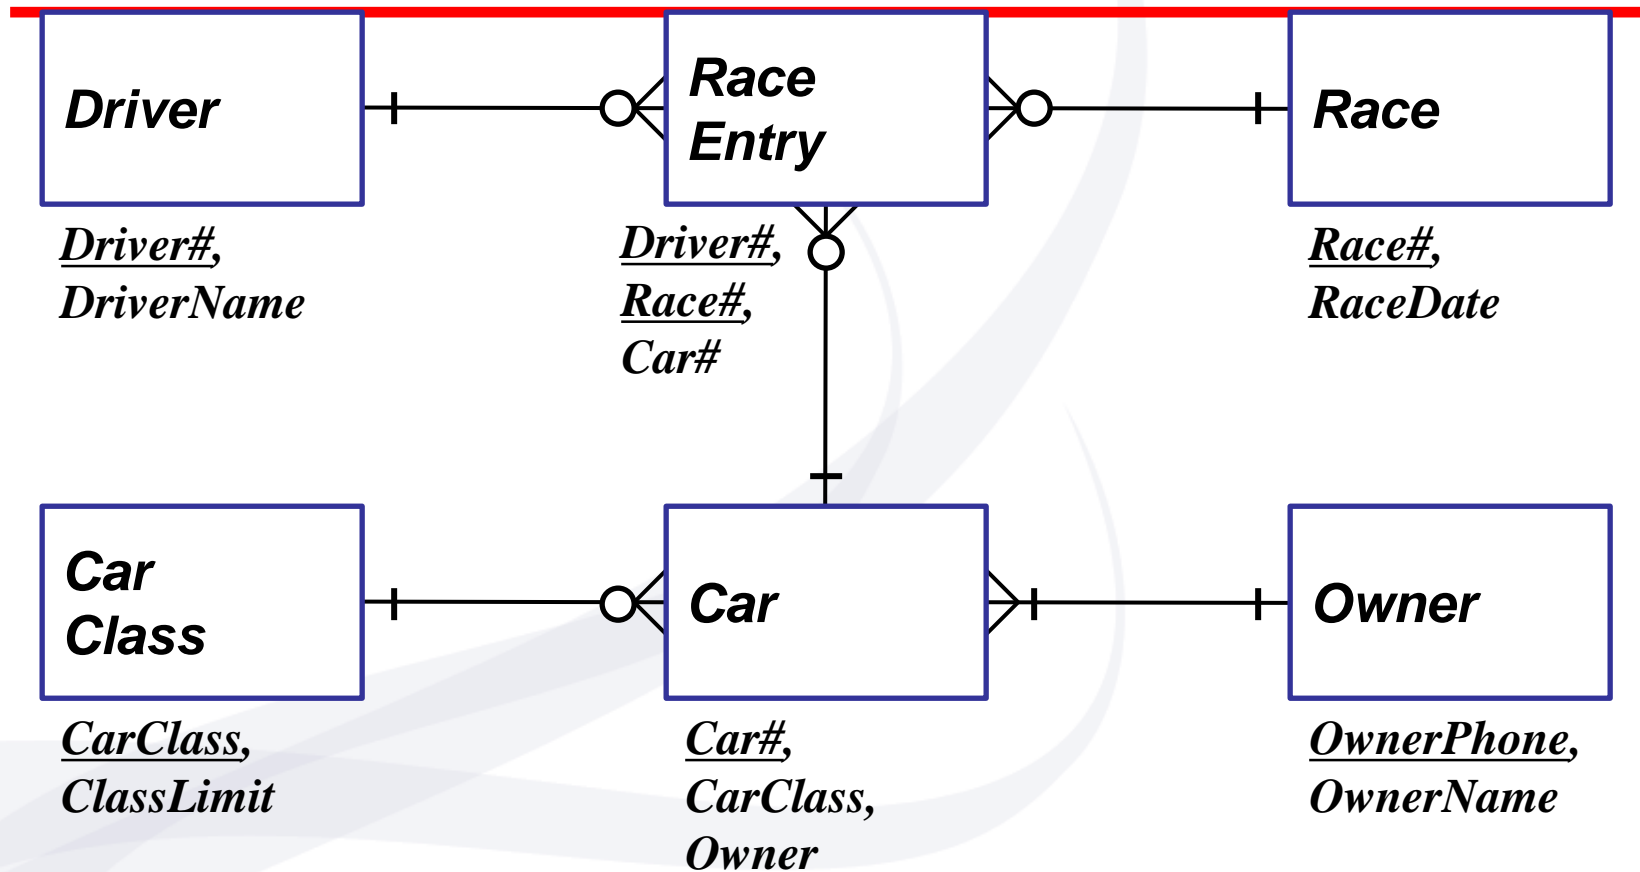 Driver
Race
Entry
Race
Driver#,
DriverName
Driver#,
Race#,
Car#
Race#,
RaceDate
Car
Class
Car
Owner
CarClass,
ClassLimit
Car#,
CarClass,
Owner
OwnerPhone,
OwnerName